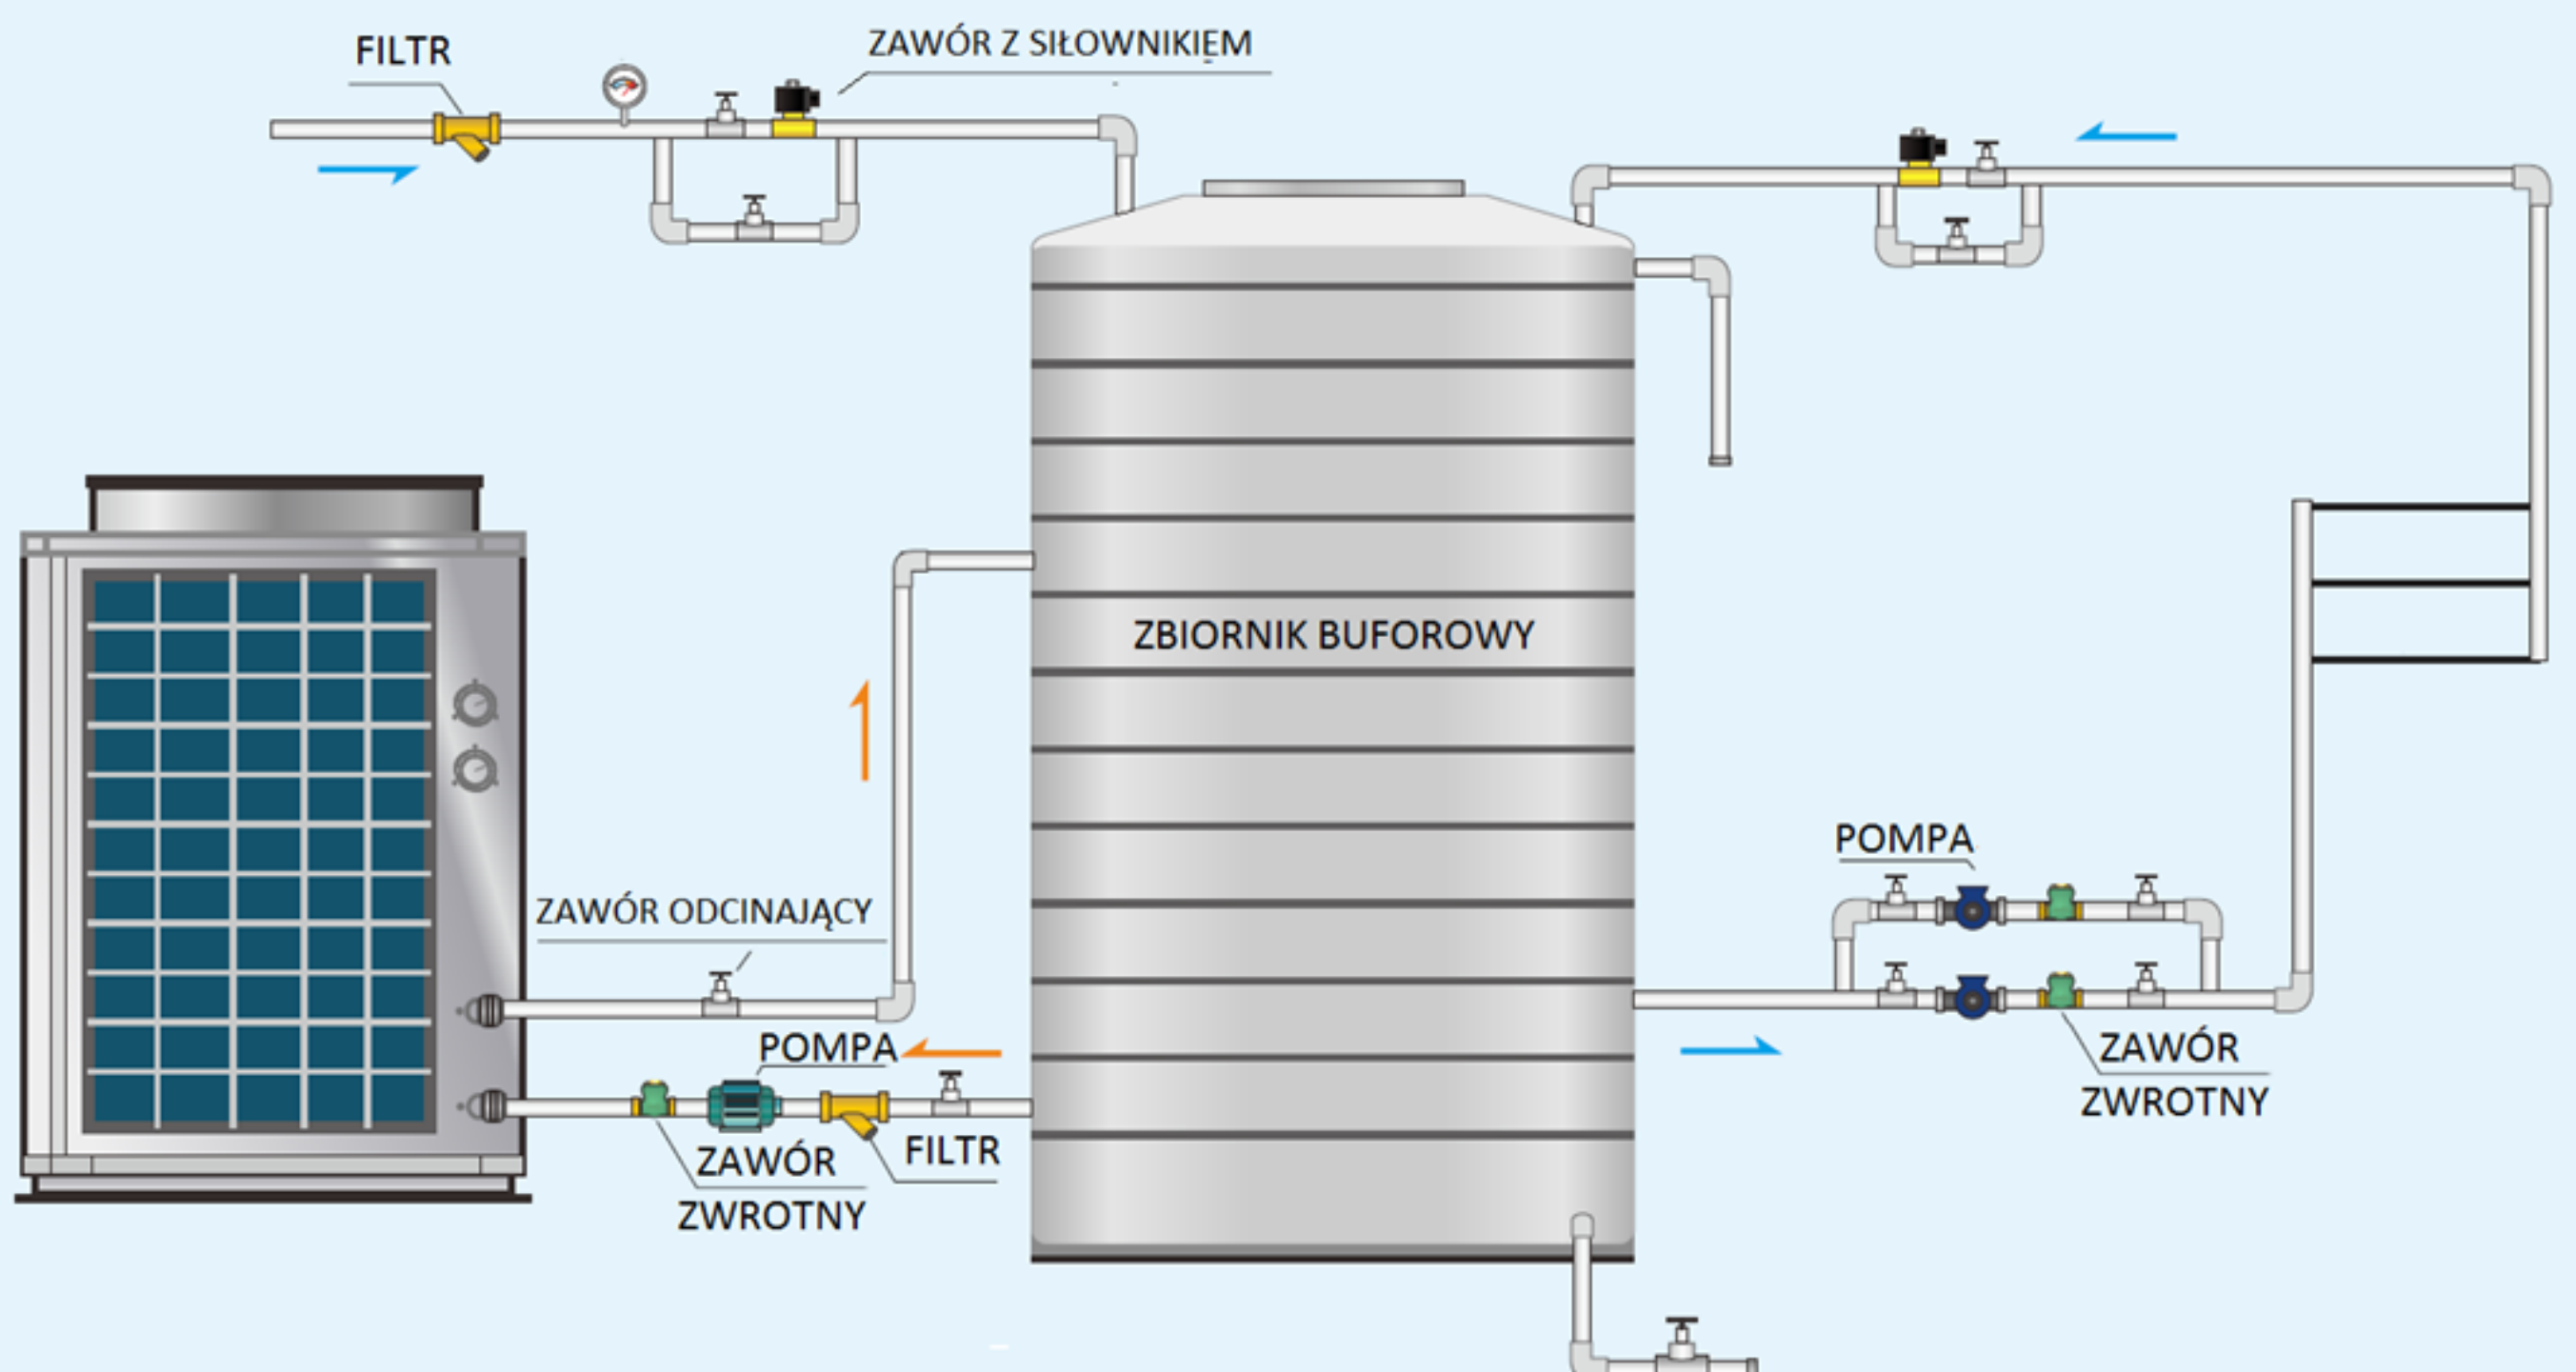 FILTR
ZAWÓR Z SIŁOWNIKIEM
ZBIORNIK BUFOROWY
POMPA
ZAWÓR ODCINAJĄCY
POMPA
ZAWÓR
ZWROTNY
FILTR
ZAWÓR
ZWROTNY